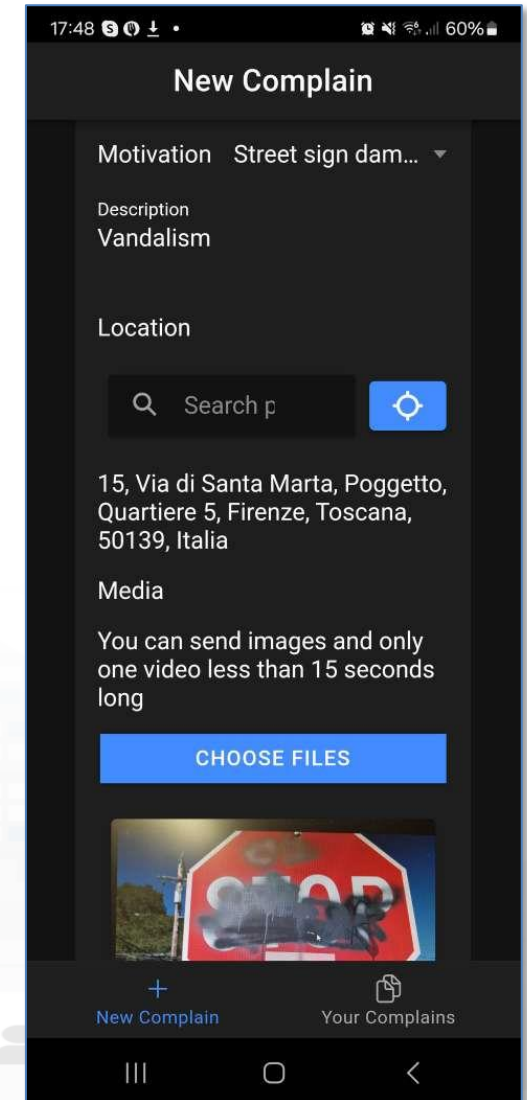 17:48 60%
New Complain
Motivation Street sign dam...
Description
Vandalism
Location
Search p
15, Via di Santa Marta, Poggetto,
Quartiere 5, Firenze, Toscana,
50139, Italia
Media
You can send images and only
one video less than 15 seconds
long
CHOOSE FILES
STOP
New Complain Your Complains